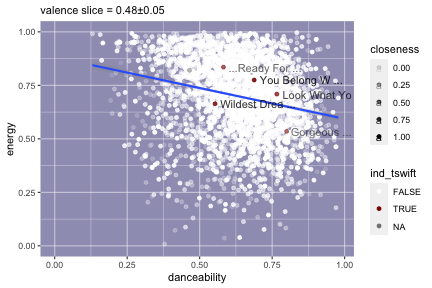 valence slice = 0.48±0.05
1.00
0.75
0.50
0.25
0.00
energy
...Ready For ...
You Belong W ...
Look What Yo
Wildest Drea ...
Gorgeous ...
0.00
0.25
0.50
0.75
1.00
danceability
closeness
0.00
0.25
0.50
0.75
1.00
ind_tswift
FALSE
TRUE
NA